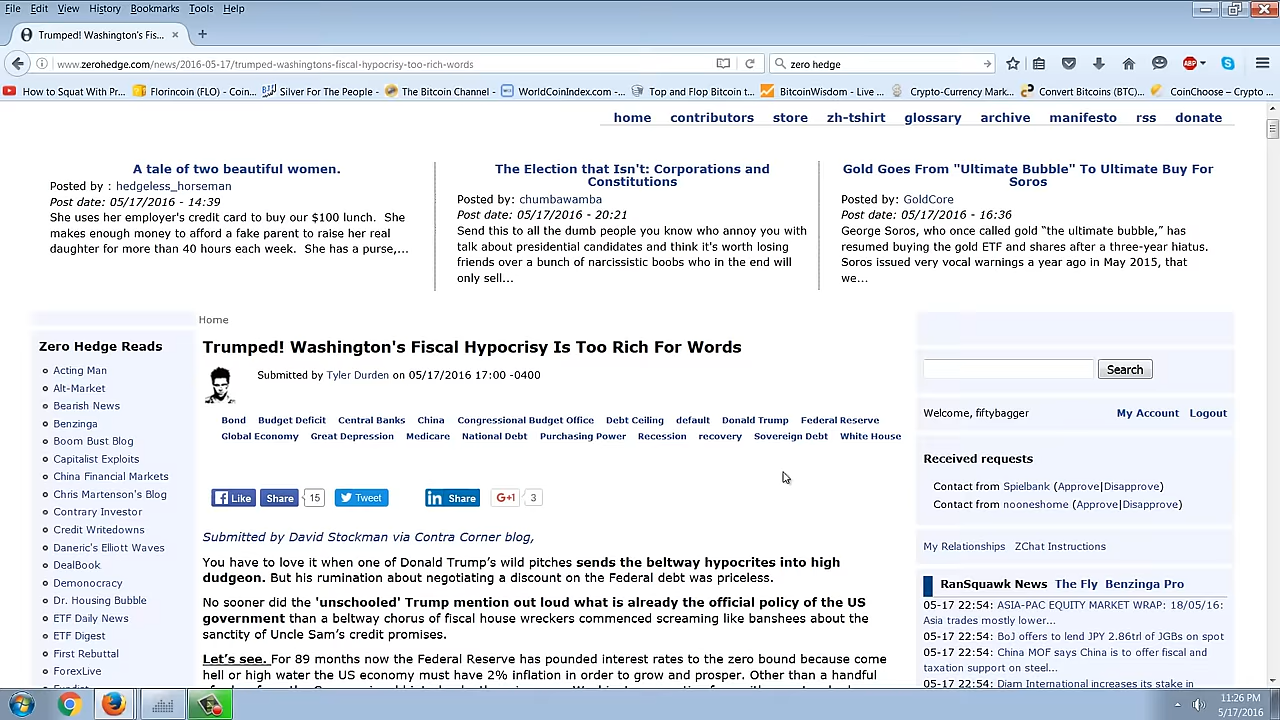 File Edit View History Bookmarks Tools Help
Trumped! Washington's Fis...
www.zerohedge.com/news/2016-05-17/trumped-washingtons-fiscal-hypocrisy-too-rich-words
zero hedge
ABP
How to Squat With Pr... Florincoin (FLO) - Coin... Silver For The People - The Bitcoin Channel - WorldCoinIndex.com -... Top and Flop Bitcoin t... BitcoinWisdom - Live ... Crypto-Currency Mark... Convert Bitcoins (BTC)... CoinChoose – Crypto ...
home contributors store zh-tshirt glossary archive manifesto rss donate
A tale of two beautiful women.
Posted by : hedgeless_horseman
Post date: 05/17/2016 - 14:39
She uses her employer's credit card to buy our $100 lunch. She
makes enough money to afford a fake parent to raise her real
daughter for more than 40 hours each week. She has a purse,...
The Election that Isn't: Corporations and
Constitutions
Posted by: chumbawamba
Post date: 05/17/2016 - 20:21
Send this to all the dumb people you know who annoy you with
talk about presidential candidates and think it's worth losing
friends over a bunch of narcissistic boobs who in the end will
only sell...
Gold Goes From "Ultimate Bubble" To Ultimate Buy For
Soros
Posted by: GoldCore
Post date: 05/17/2016 - 16:36
George Soros, who once called gold “the ultimate bubble,” has
resumed buying the gold ETF and shares after a three-year hiatus.
Soros issued very vocal warnings a year ago in May 2015, that
we...
Zero Hedge Reads
Acting Man
Alt-Market
Bearish News
Benzinga
Boom Bust Blog
Capitalist Exploits
China Financial Markets
Chris Martenson's Blog
Contrary Investor
Credit Writedowns
Daneric's Elliott Waves
DealBook
Demonocracy
Dr. Housing Bubble
ETF Daily News
ETF Digest
First Rebuttal
ForexLive
Home
Trumped! Washington's Fiscal Hypocrisy Is Too Rich For Words
Submitted by Tyler Durden on 05/17/2016 17:00 -0400
Bond Budget Deficit Central Banks China Congressional Budget Office Debt Ceiling default Donald Trump Federal Reserve
Global Economy Great Depression Medicare National Debt Purchasing Power Recession recovery Sovereign Debt White House
Like Share 15 Tweet in Share G+1 3
Submitted by David Stockman via Contra Corner blog,
You have to love it when one of Donald Trump’s wild pitches sends the beltway hypocrites into high
dudgeon. But his rumination about negotiating a discount on the Federal debt was priceless.
No sooner did the 'unschooled' Trump mention out loud what is already the official policy of the US
government than a beltway chorus of fiscal house wreckers commenced screaming like banshees about the
sanctity of Uncle Sam’s credit promises.
Let’s see. For 89 months now the Federal Reserve has pounded interest rates to the zero bound because come
hell or high water the US economy must have 2% inflation in order to grow and prosper. Other than a handful
Search
Welcome, fiftybagger My Account Logout
Received requests
Contact from Spielbank (Approve|Disapprove)
Contact from nooneshome (Approve|Disapprove)
My Relationships ZChat Instructions
RanSquawk News The Fly Benzinga Pro
05-17 22:54: ASIA-PAC EQUITY MARKET WRAP: 18/05/16:
Asia trades mostly lower...
05-17 22:54: BoJ offers to lend JPY 2.86trl of JGBs on spot
05-17 22:54: China MOF says China is to offer fiscal and
taxation support on steel...
05-17 22:54: Diam International increases its stake in
11:26 PM
5/17/2016